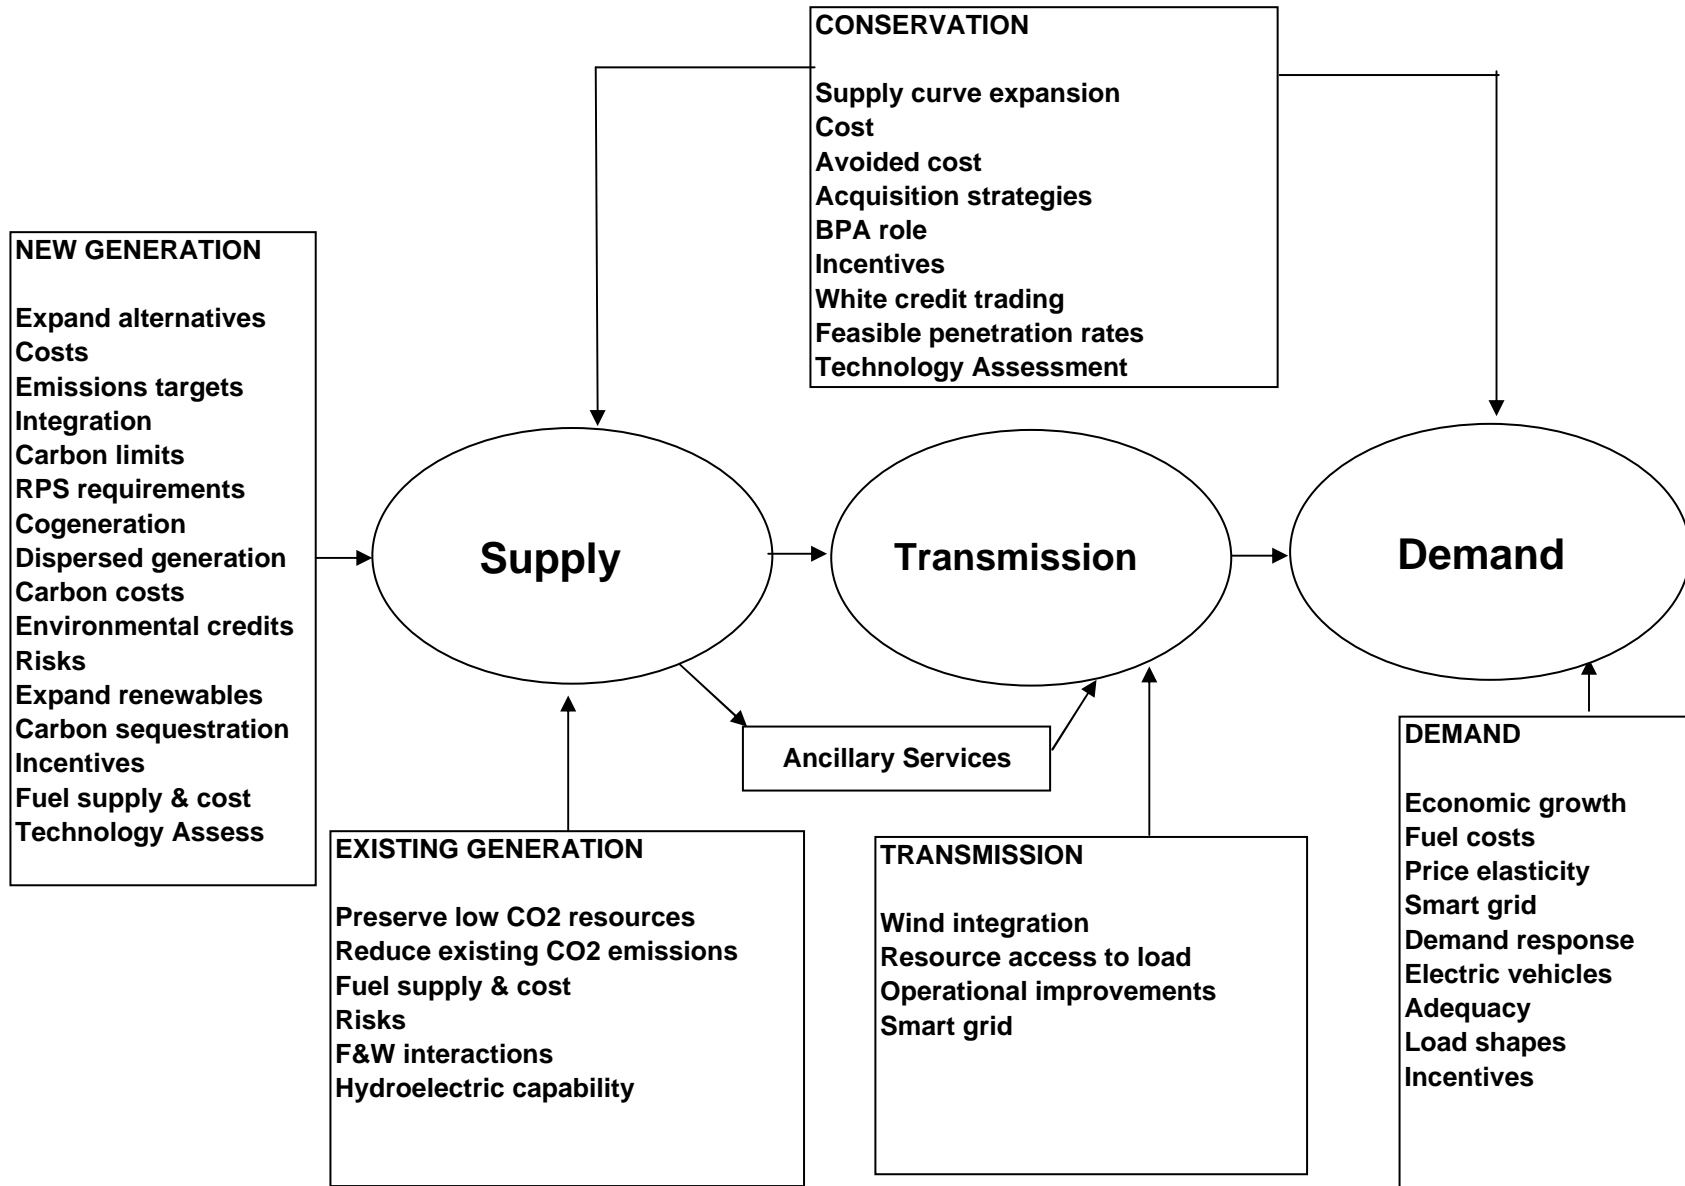 CONSERVATION
Supply curve expansion
Cost
Avoided cost
Acquisition strategies
BPA role
Incentives
White credit trading
Feasible penetration rates
Technology Assessment
NEW GENERATION
Expand alternatives
Costs
Emissions targets
Integration
Carbon limits
RPS requirements
Cogeneration
Dispersed generation
Carbon costs
Environmental credits
Risks
Expand renewables
Carbon sequestration
Incentives
Fuel supply & cost
Technology Assess
Supply
Transmission
Demand
Ancillary Services
EXISTING GENERATION
Preserve low CO2 resources
Reduce existing CO2 emissions
Fuel supply & cost
Risks
F&W interactions
Hydroelectric capability
TRANSMISSION
Wind integration
Resource access to load
Operational improvements
Smart grid
DEMAND
Economic growth
Fuel costs
Price elasticity
Smart grid
Demand response
Electric vehicles
Adequacy
Load shapes
Incentives